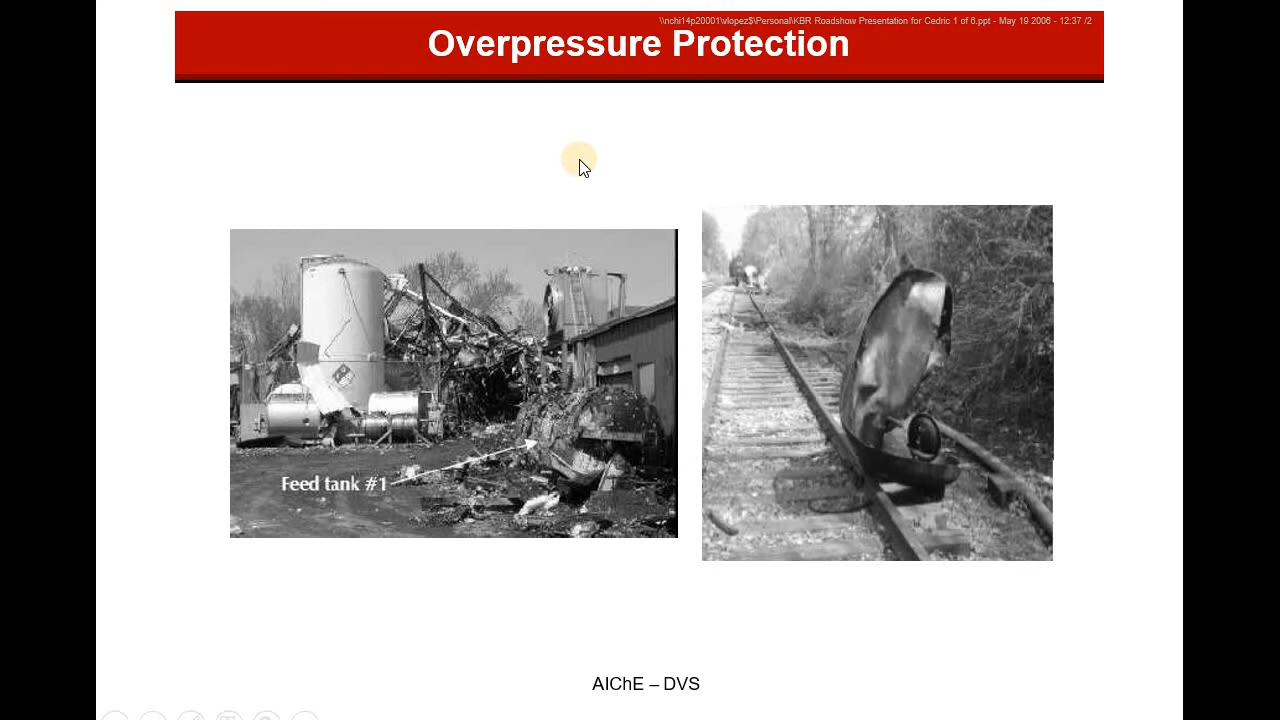 \\nchi14p20001\vlopez$\Personal\KBR Roadshow Presentation for Cedric 1 of 6.ppt - May 19 2006 - 12:37 /2
Overpressure Protection
Feed tank #1
AIChE – DVS